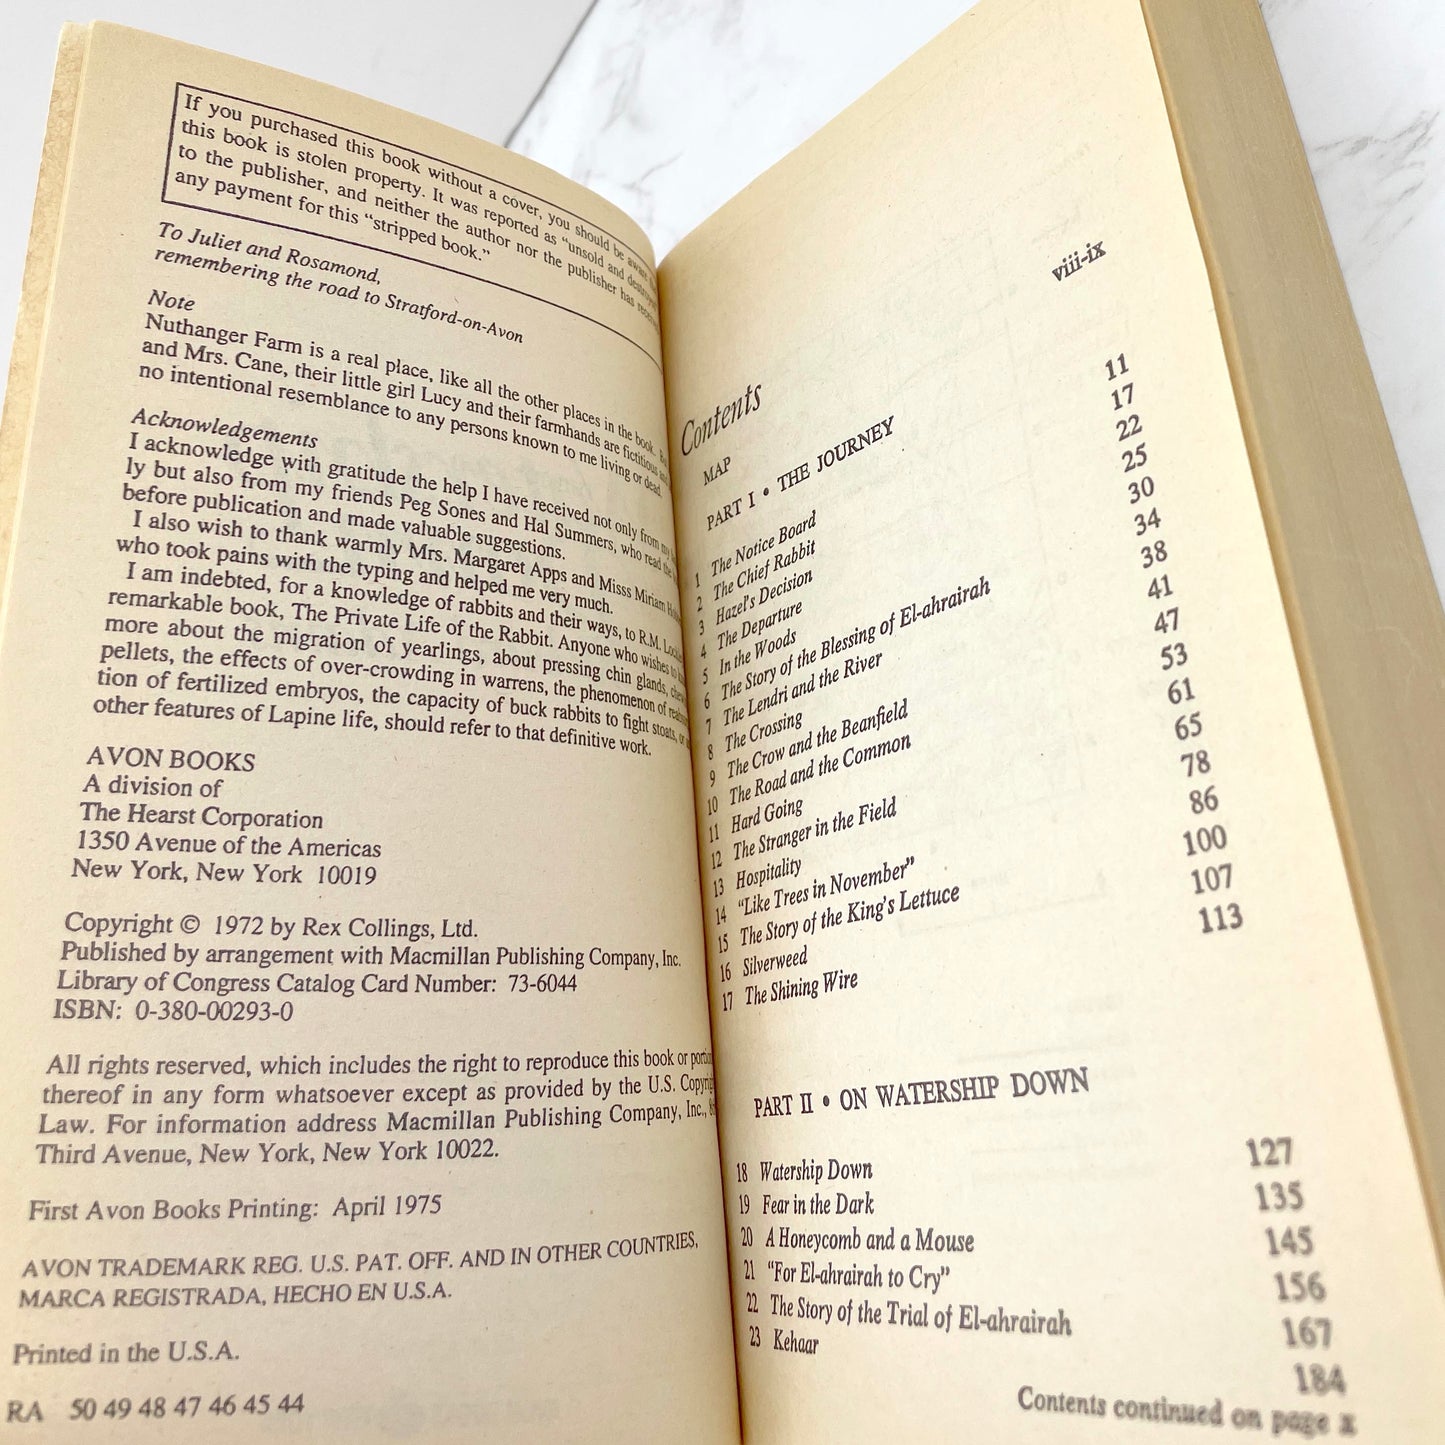 If you purchased this book without a cover, you should be aware
this book is stolen property. It was reported as "unsold and destroyed
to the publisher, and neither the author nor the publisher has received
any payment for this "stripped book."
To Juliet and Rosamond,
remembering the road to Stratford-on-Avon
Note
Nuthanger Farm is a real place, like all the other places in the book.
and Mrs. Cane, their little girl Lucy and their farmhands are fictitious and
no intentional resemblance to any persons known to me living or dead.
Acknowledgements
I acknowledge with gratitude the help I have received not only from my
ly but also from my friends Peg Sones and Hal Summers, who read the
before publication and made valuable suggestions.
I also wish to thank warmly Mrs. Margaret Apps and Misss Miriam
who took pains with the typing and helped me very much.
I am indebted, for a knowledge of rabbits and their ways, to R.M.
remarkable book, The Private Life of the Rabbit. Anyone who wishes to
more about the migration of yearlings, about pressing chin glands,
pellets, the effects of over-crowding in warrens, the phenomenon of
tion of fertilized embryos, the capacity of buck rabbits to fight stoats, or
other features of Lapine life, should refer to that definitive work.
AVON BOOKS
A division of
The Hearst Corporation
1350 Avenue of the Americas
New York, New York 10019
Copyright © 1972 by Rex Collings, Ltd.
Published by arrangement with Macmillan Publishing Company, Inc.
Library of Congress Catalog Card Number: 73-6044
ISBN: 0-380-00293-0
All rights reserved, which includes the right to reproduce this book or
thereof in any form whatsoever except as provided by the U.S.
Law. For information address Macmillan Publishing Company, Inc.,
Third Avenue, New York, New York 10022.
First Avon Books Printing: April 1975
AVON TRADEMARK REG. U.S. PAT. OFF. AND IN OTHER COUNTRIES,
MARCA REGISTRADA, HECHO EN U.S.A.
Printed in the U.S.A.
RA 50 49 48 47 46 45 44
Contents
MAP viii-ix
PART I • THE JOURNEY
1 The Notice Board 11
2 The Chief Rabbit 17
3 Hazel's Decision 22
4 The Departure 25
5 In the Woods 30
6 The Story of the Blessing of El-ahrairah 34
7 The Lendri and the River 38
8 The Crossing 41
9 The Crow and the Beanfield 47
10 The Road and the Common 53
11 Hard Going 61
12 The Stranger in the Field 65
13 Hospitality 78
14 "Like Trees in November" 86
15 The Story of the King's Lettuce 100
16 Silverweed 107
17 The Shining Wire 113
PART II • ON WATERSHIP DOWN
18 Watership Down 127
19 Fear in the Dark 135
20 A Honeycomb and a Mouse 145
21 "For El-ahrairah to Cry" 156
22 The Story of the Trial of El-ahrairah 167
23 Kehaar 184
Contents continued on page x